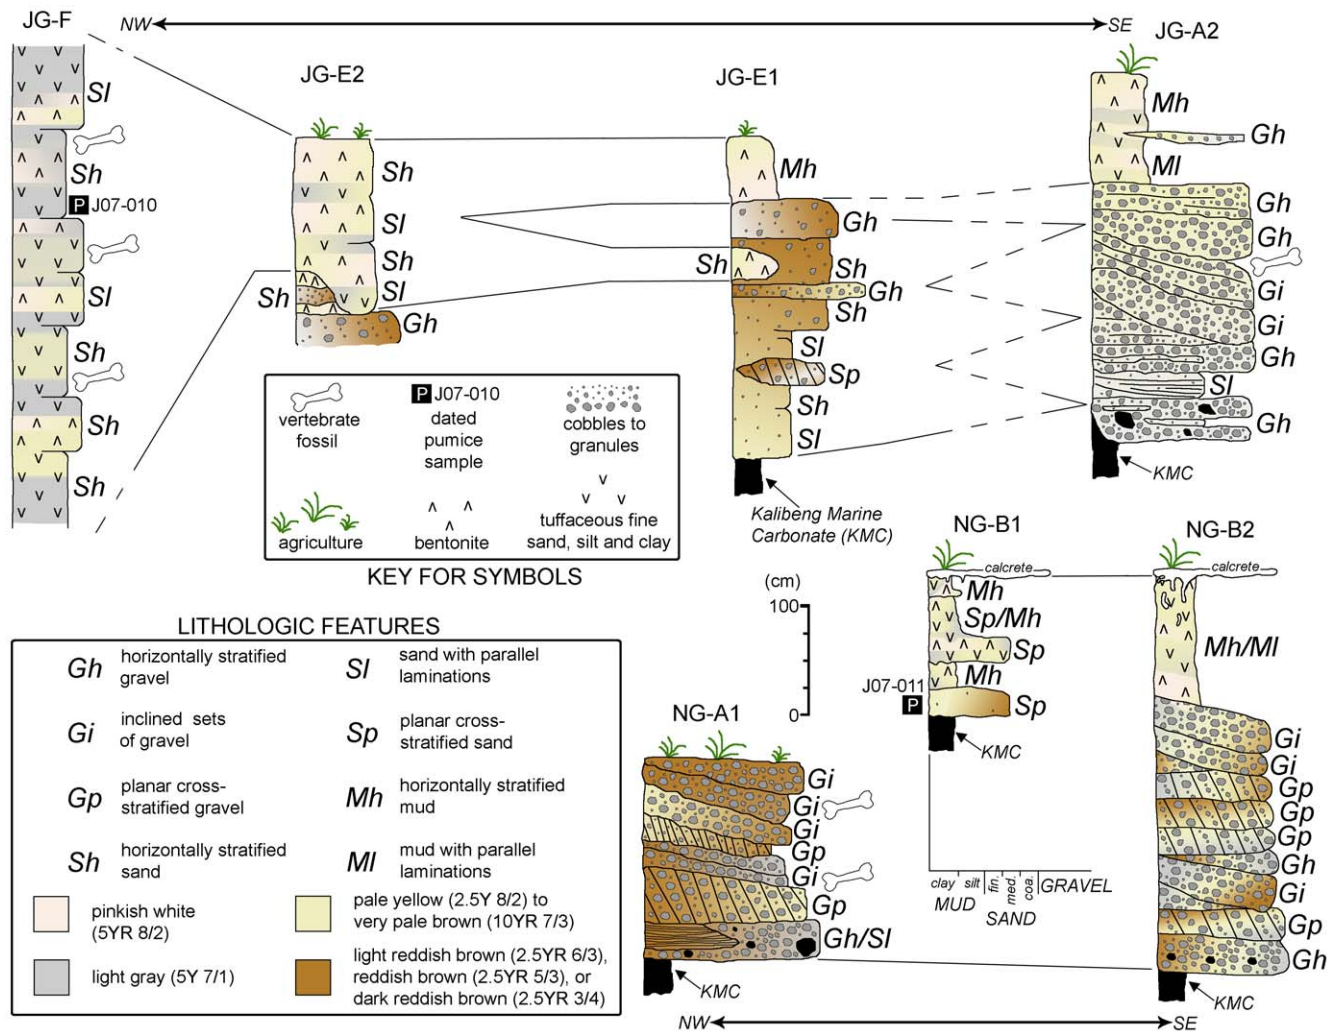 JG-F
NW
SE
JG-E2
JG-E1
JG-A2
Sl
Sh
P J07-010
Sl
Sh
Sh
Sh
Sh
Sl
Sh
Sl
Sh
Gh
Mh
Gh
Sh
Sh
Gh
Sh
Sl
Sp
Sh
Sl
Kalibeng Marine
Carbonate (KMC)
Mh
Gh
Ml
Gh
Gh
Gi
Gi
Gh
Sl
Gh
KMC
vertebrate
fossil
P J07-010
dated
pumice
sample
cobbles to
granules
agriculture
bentonite
tuffaceous fine
sand, silt and clay
KEY FOR SYMBOLS
LITHOLOGIC FEATURES
Gh horizontally stratified
gravel
Sl sand with parallel
laminations
Gi inclined sets
of gravel
Sp planar cross-
stratified sand
Gp planar cross-
stratified gravel
Mh horizontally stratified
mud
Sh horizontally stratified
sand
Ml mud with parallel
laminations
pinkish white
(5YR 8/2)
pale yellow (2.5Y 8/2) to
very pale brown (10YR 7/3)
light gray (5Y 7/1)
light reddish brown (2.5YR 6/3),
reddish brown (2.5YR 5/3), or
dark reddish brown (2.5YR 3/4)
(cm)
100
0
NG-A1
Gi
Gi
Gi
Gp
Gi
Gp
Gh/Sl
KMC
NG-B1
calcrete
Mh
Sp/Mh
Sp
Mh
J07-011
P
Sp
KMC
clay silt fin. med. coa. GRAVEL
MUD
SAND
NG-B2
calcrete
Mh/Ml
Gi
Gi
Gp
Gp
Gp
Gh
Gi
Gp
Gh
KMC
NW
SE